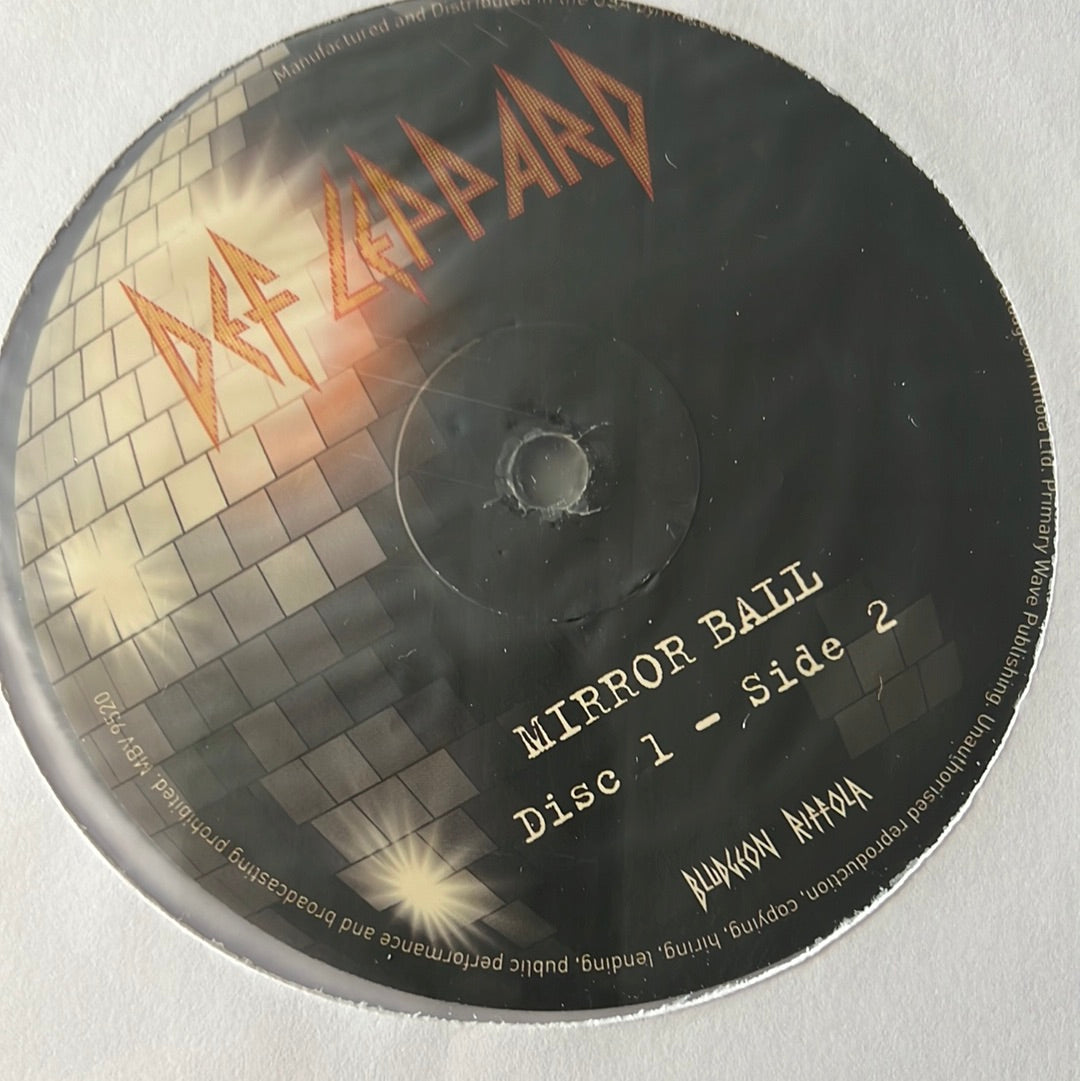 DEF LEPPARD
MIRROR BALL
Disc 1 - Side 2
BLUDGEON RIFFOLA
Manufactured and Distributed in the USA
Riffola Ltd. Primary Wave Publishing. Unauthorised reproduction, copying, hiring, lending, public performance and broadcasting prohibited. MBV 9520